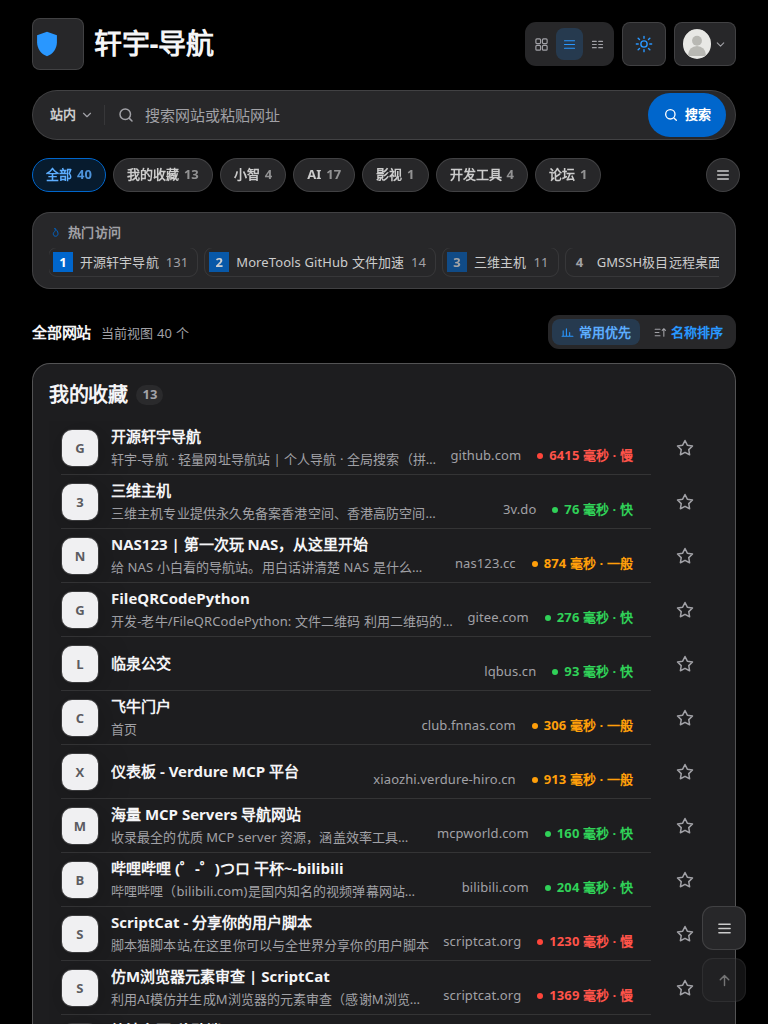 轩宇-导航
站内
搜索网站或粘贴网址
搜索
全部 40
我的收藏 13
小智 4
AI 17
影视 1
开发工具 4
论坛 1
热门访问
1 开源轩宇导航 131
2 MoreTools GitHub 文件加速 14
3 三维主机 11
4 GMSSH极目远程桌面
全部网站 当前视图 40 个
常用优先
名称排序
我的收藏 13
G
开源轩宇导航
轩宇-导航 · 轻量网址导航站 | 个人导航 · 全局搜索（拼...
github.com
6415 毫秒 · 慢
3
三维主机
三维主机专业提供永久免备案香港空间、香港高防空间...
3v.do
76 毫秒 · 快
N
NAS123 | 第一次玩 NAS，从这里开始
给 NAS 小白看的导航站。用白话讲清楚 NAS 是什么...
nas123.cc
874 毫秒 · 一般
G
FileQRCodePython
开发-老牛/FileQRCodePython: 文件二维码 利用二维码的...
gitee.com
276 毫秒 · 快
L
临泉公交
lqbus.cn
93 毫秒 · 快
C
飞牛门户
首页
club.fnnas.com
306 毫秒 · 一般
X
仪表板 - Verdure MCP 平台
xiaozhi.verdure-hiro.cn
913 毫秒 · 一般
M
海量 MCP Servers 导航网站
收录最全的优质 MCP server 资源，涵盖效率工具...
mcpworld.com
160 毫秒 · 快
B
哔哩哔哩 (゜-゜)つロ 干杯~-bilibili
哔哩哔哩（bilibili.com)是国内知名的视频弹幕网站...
bilibili.com
204 毫秒 · 快
S
ScriptCat - 分享你的用户脚本
脚本猫脚本站,在这里你可以与全世界分享你的用户脚本
scriptcat.org
1230 毫秒 · 慢
S
仿M浏览器元素审查 | ScriptCat
利用AI模仿并生成M浏览器的元素审查（感谢M浏览...
scriptcat.org
1369 毫秒 · 慢